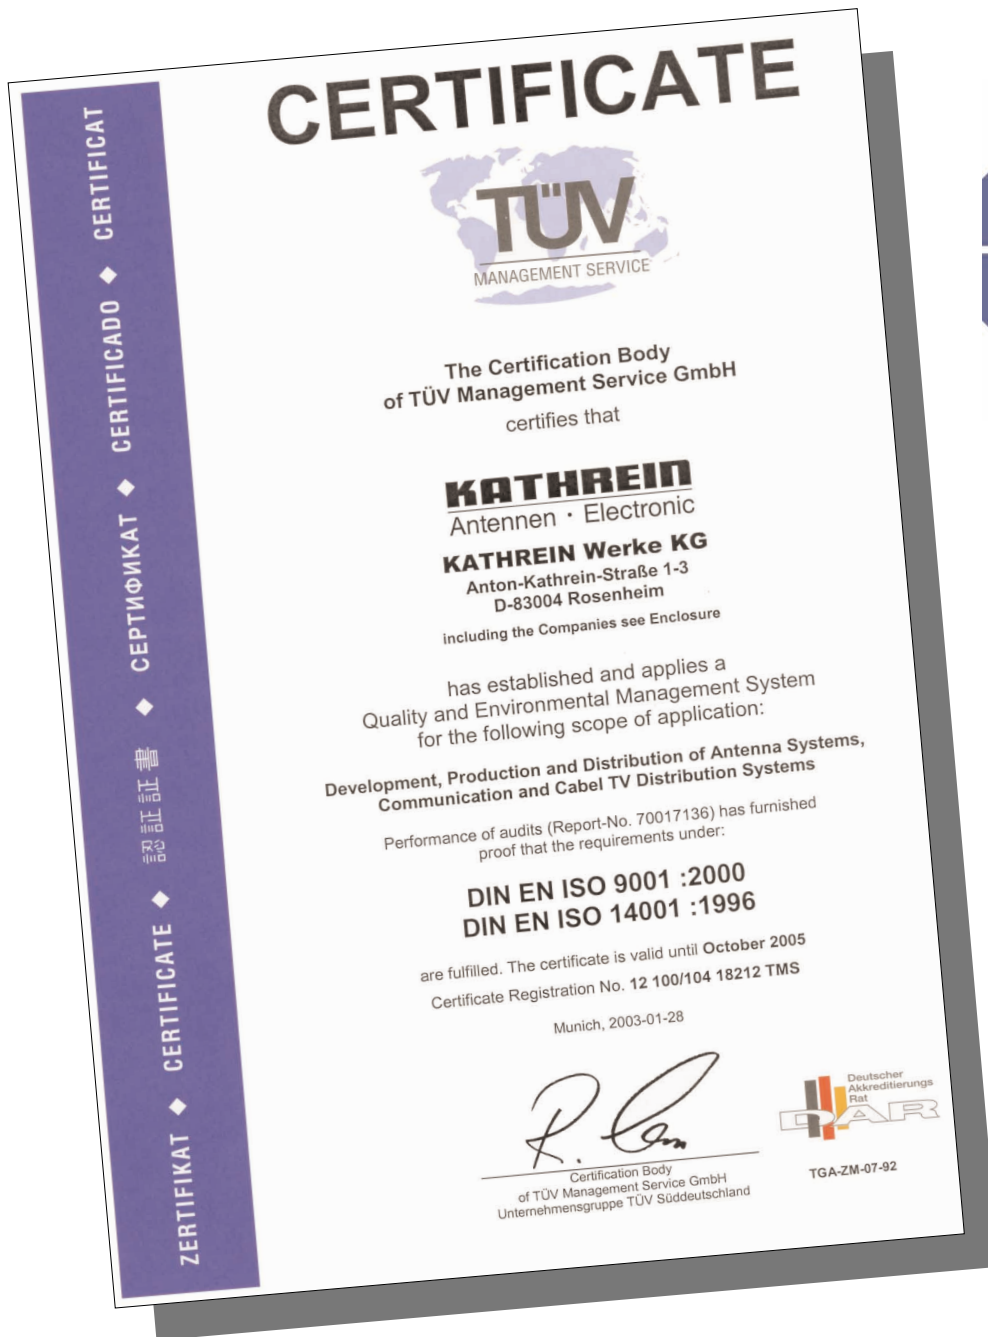 CERTIFICATE
TÜV
MANAGEMENT SERVICE
The Certification Body
of TÜV Management Service GmbH
certifies that
KATHREIN
Antennen · Electronic
KATHREIN Werke KG
Anton-Kathrein-Straße 1-3
D-83004 Rosenheim
including the Companies see Enclosure
has established and applies a
Quality and Environmental Management System
for the following scope of application:
Development, Production and Distribution of Antenna Systems,
Communication and Cabel TV Distribution Systems
Performance of audits (Report-No. 70017136) has furnished
proof that the requirements under:
DIN EN ISO 9001 :2000
DIN EN ISO 14001 :1996
are fulfilled. The certificate is valid until October 2005
Certificate Registration No. 12 100/104 18212 TMS
Munich, 2003-01-28
Certification Body
of TÜV Management Service GmbH
Unternehmensgruppe TÜV Süddeutschland
Deutscher
Akkreditierungs
Rat
DAR
TGA-ZM-07-92
ZERTIFIKAT ◆ CERTIFICATE ◆ 認証証書 ◆ СЕРТИФИКАТ ◆ CERTIFICADO ◆ CERTIFICAT